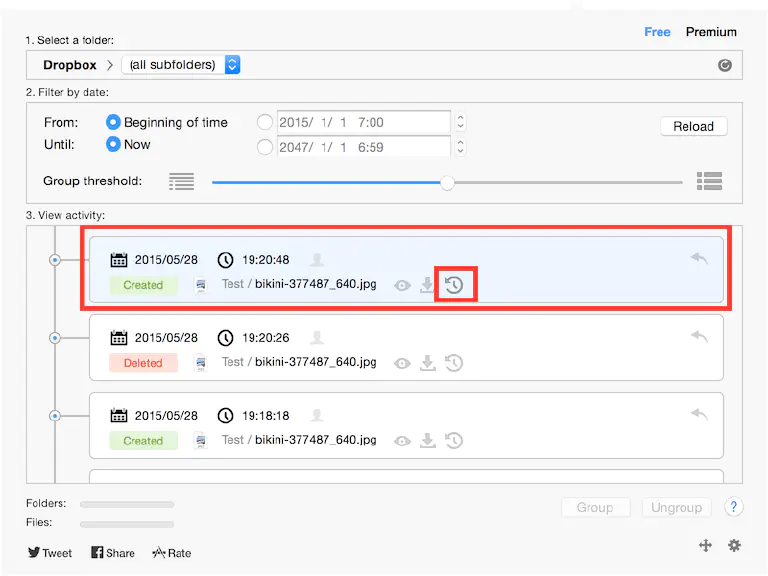 Free Premium
1. Select a folder:
Dropbox > (all subfolders)
2. Filter by date:
From: Beginning of time 2015/ 1/ 1 7:00
Until: Now 2047/ 1/ 1 6:59
Reload
Group threshold:
3. View activity:
2015/05/28 19:20:48
Created Test / bikini-377487_640.jpg
2015/05/28 19:20:26
Deleted Test / bikini-377487_640.jpg
2015/05/28 19:18:18
Created Test / bikini-377487_640.jpg
Folders:
Files:
Group Ungroup ?
Tweet Share Rate